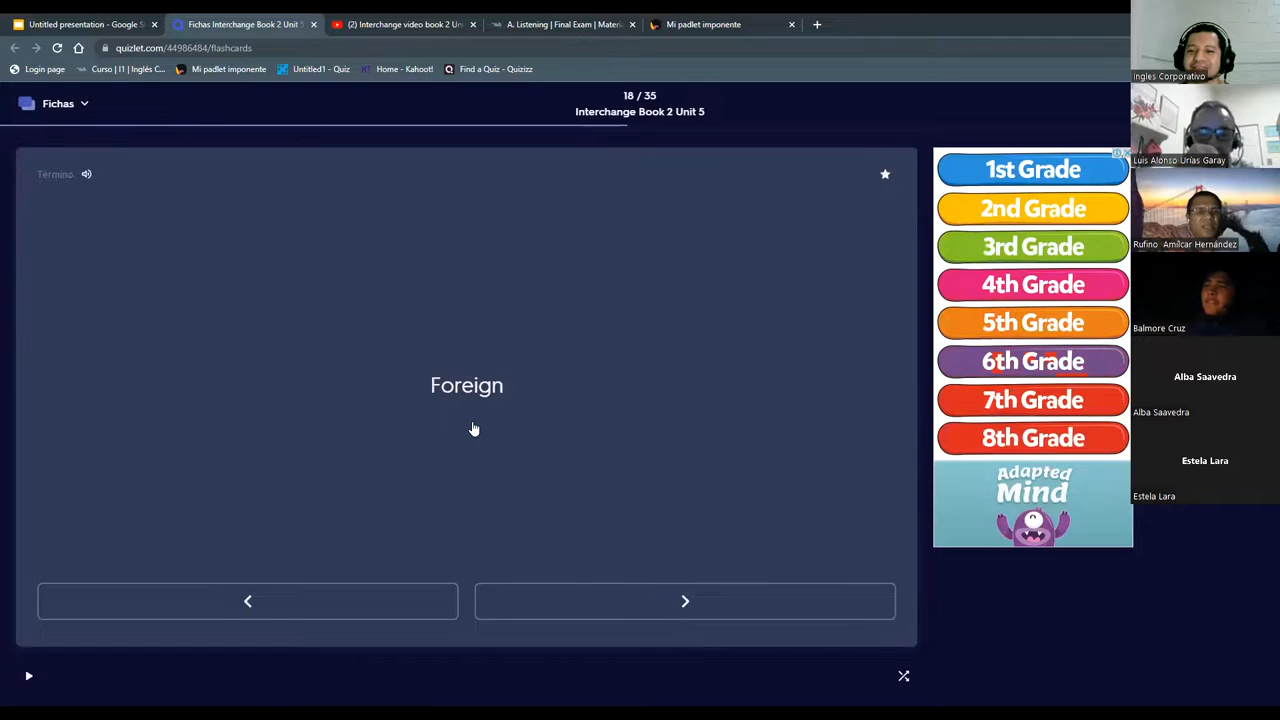 Untitled presentation - Google S
Fichas Interchange Book 2 Unit 5
(2) Interchange video book 2 Un
A. Listening | Final Exam | Materia
Mi padlet imponente
quizlet.com/44986484/flashcards
Login page
Curso | I1 | Inglés C...
Mi padlet imponente
Untitled1 - Quiz
Home - Kahoot!
Find a Quiz - Quizizz
Fichas
18 / 35
Interchange Book 2 Unit 5
Término
Foreign
1st Grade
2nd Grade
3rd Grade
4th Grade
5th Grade
6th Grade
7th Grade
8th Grade
Adapted
Mind
Ingles Corporativo
Luis Alonso Urías Garay
Rufino Amílcar Hernández
Balmore Cruz
Alba Saavedra
Alba Saavedra
Estela Lara
Estela Lara